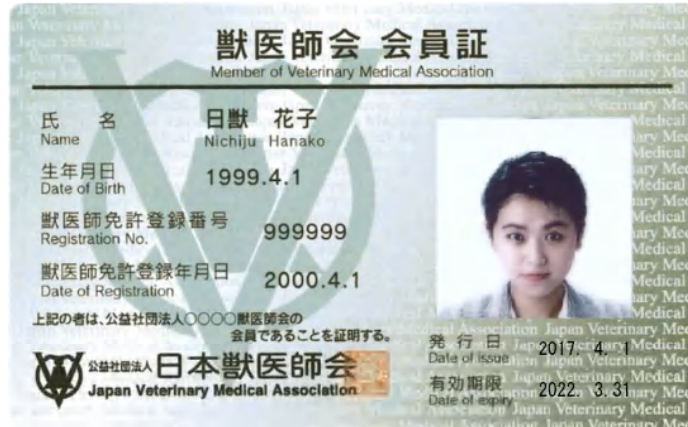 獣医師会 会員証
Member of Veterinary Medical Association
氏 名 日獣 花子
Name Nichiju Hanako
生年月日 1999.4.1
Date of Birth
獣医師免許登録番号 999999
Registration No.
獣医師免許登録年月日 2000.4.1
Date of Registration
上記の者は、公益社団法人○○○○獣医師会の
会員であることを証明する。
公益社団法人 日本獣医師会
Japan Veterinary Medical Association
発 行 日 2017. 4. 1
Date of issue
有効期限 2022. 3.31
Date of expiry